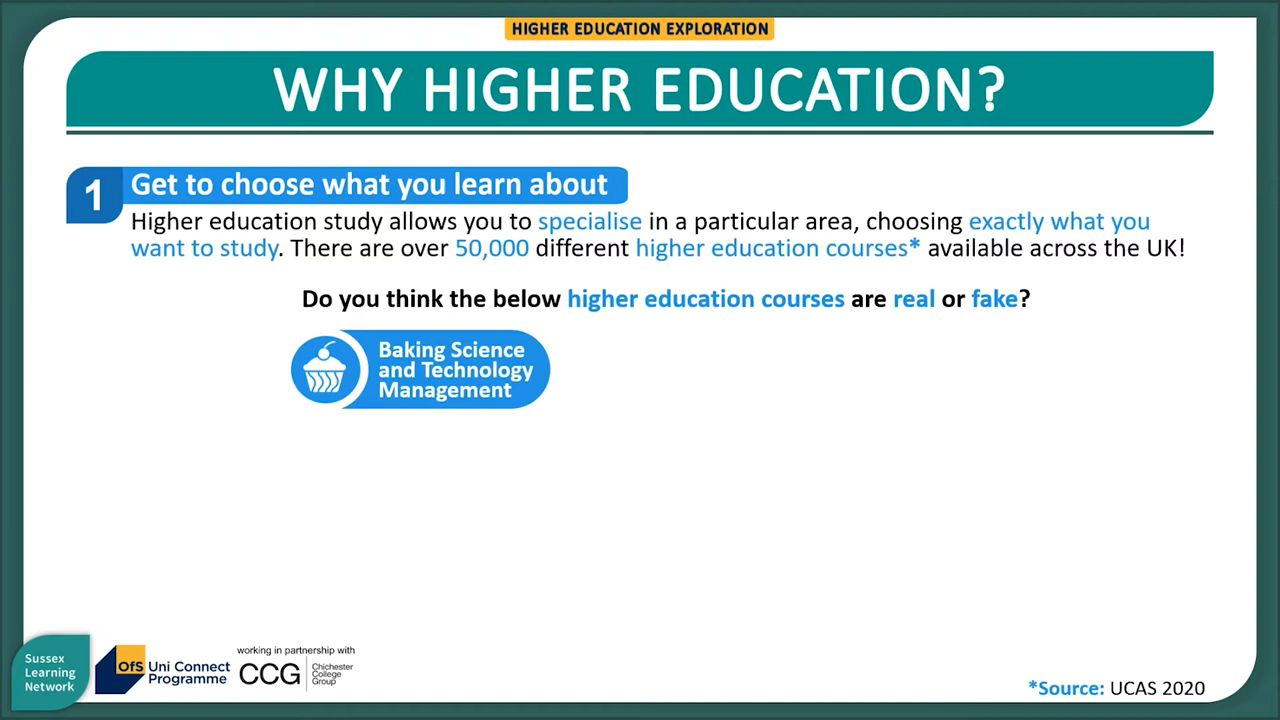 HIGHER EDUCATION EXPLORATION
WHY HIGHER EDUCATION?
1
Get to choose what you learn about
Higher education study allows you to specialise in a particular area, choosing exactly what you
want to study. There are over 50,000 different higher education courses* available across the UK!
Do you think the below higher education courses are real or fake?
Baking Science
and Technology
Management
Sussex
Learning
Network
OfS Uni Connect
Programme
working in partnership with
CCG
Chichester
College
Group
*Source: UCAS 2020